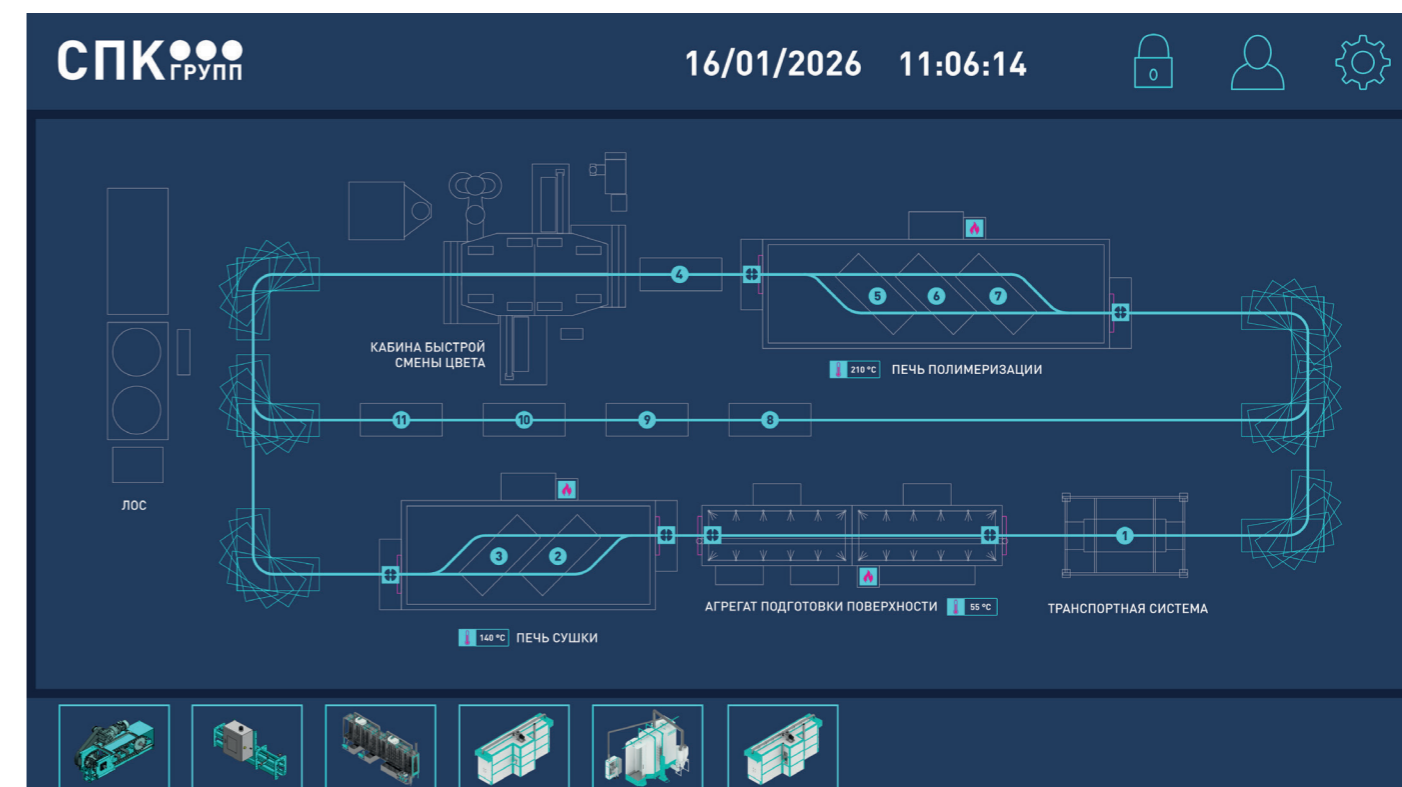 СПК ГРУПП
16/01/2026 11:06:14
0
4
5 6 7
КАБИНА БЫСТРОЙ
СМЕНЫ ЦВЕТА
210 °C ПЕЧЬ ПОЛИМЕРИЗАЦИИ
11 10 9 8
ЛОС
1
3 2
АГРЕГАТ ПОДГОТОВКИ ПОВЕРХНОСТИ 55 °C
ТРАНСПОРТНАЯ СИСТЕМА
140 °C ПЕЧЬ СУШКИ